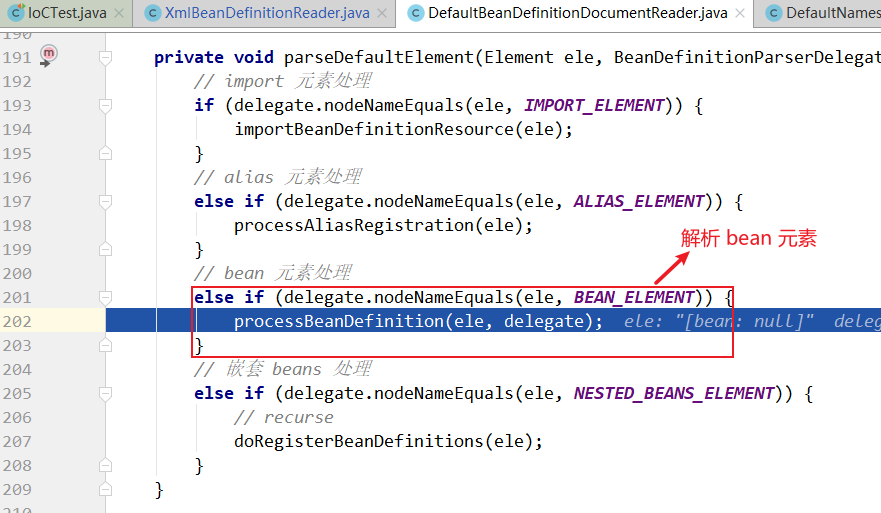 IoCTest.java XmlBeanDefinitionReader.java DefaultBeanDefinitionDocumentReader.java DefaultNames
190
191 private void parseDefaultElement(Element ele, BeanDefinitionParserDelegat
192 // import 元素处理
193 if (delegate.nodeNameEquals(ele, IMPORT_ELEMENT)) {
194 importBeanDefinitionResource(ele);
195 }
196 // alias 元素处理
197 else if (delegate.nodeNameEquals(ele, ALIAS_ELEMENT)) {
198 processAliasRegistration(ele);
199 }
解析 bean 元素
200 // bean 元素处理
201 else if (delegate.nodeNameEquals(ele, BEAN_ELEMENT)) {
202 processBeanDefinition(ele, delegate); ele: "[bean: null]" deleg
203 }
204 // 嵌套 beans 处理
205 else if (delegate.nodeNameEquals(ele, NESTED_BEANS_ELEMENT)) {
206 // recurse
207 doRegisterBeanDefinitions(ele);
208 }
209 }
210